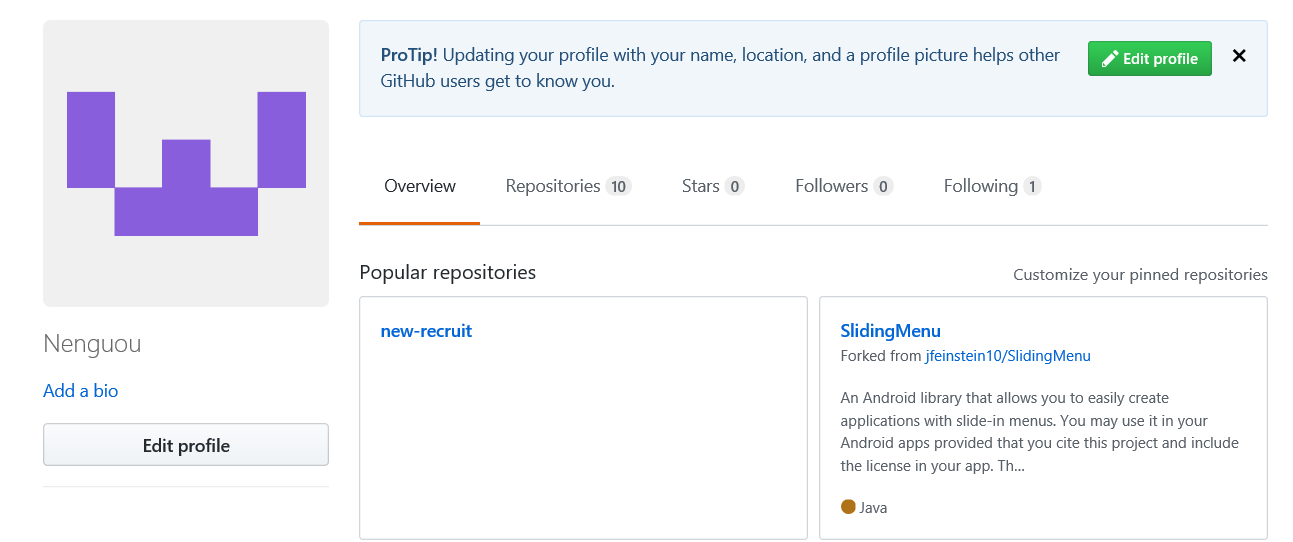 ProTip! Updating your profile with your name, location, and a profile picture helps other
GitHub users get to know you.
Edit profile
Overview
Repositories 10
Stars 0
Followers 0
Following 1
Nenguou
Add a bio
Edit profile
Popular repositories
Customize your pinned repositories
new-recruit
SlidingMenu
Forked from jfeinstein10/SlidingMenu
An Android library that allows you to easily create
applications with slide-in menus. You may use it in your
Android apps provided that you cite this project and include
the license in your app. Th...
Java